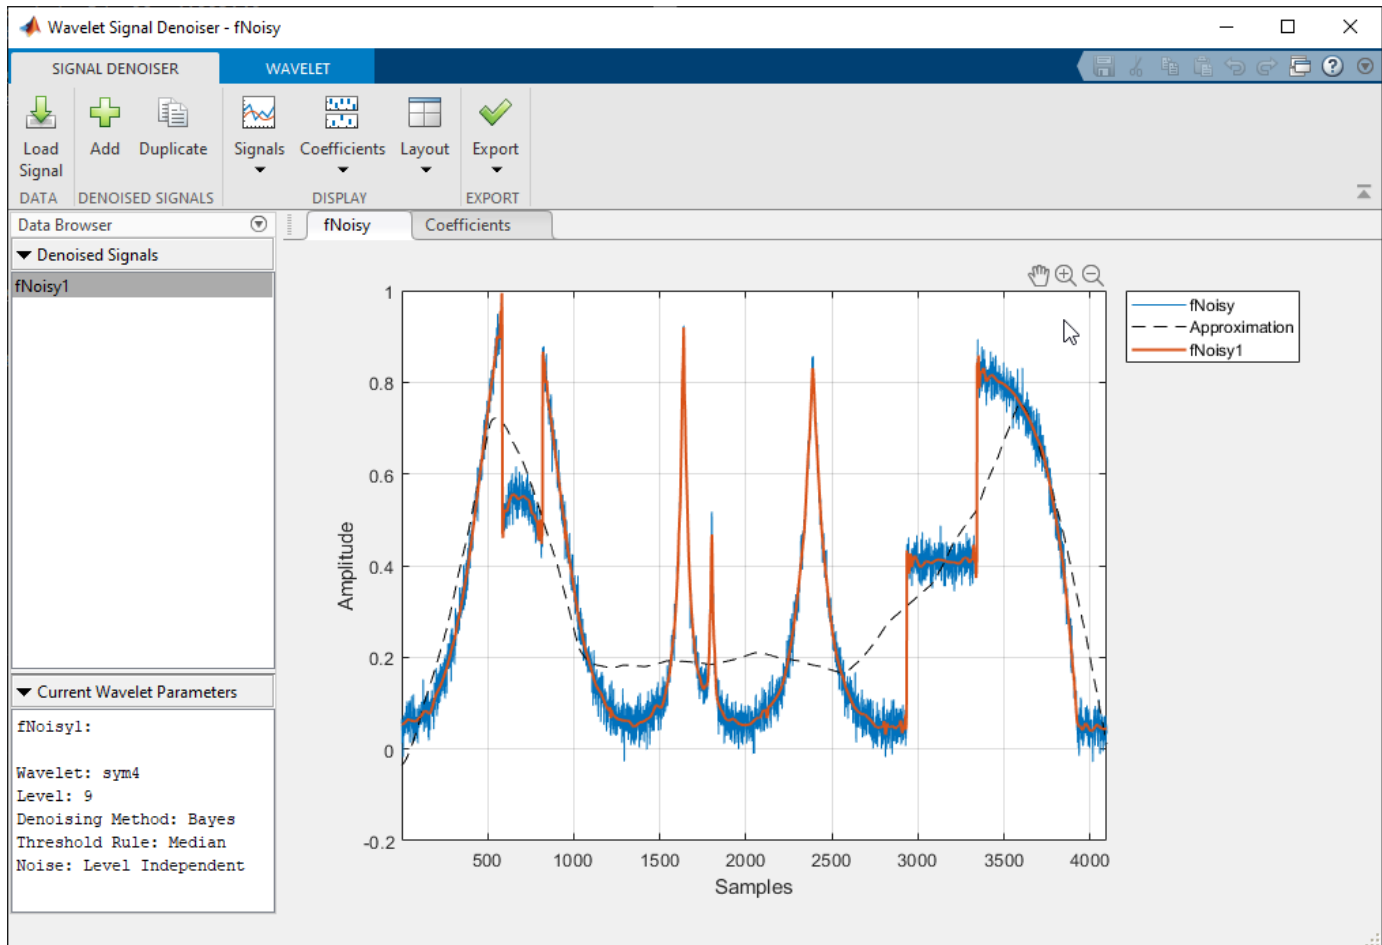 Wavelet Signal Denoiser - fNoisy
SIGNAL DENOISER
WAVELET
Load
Signal
Add
Duplicate
Signals
Coefficients
Layout
Export
DATA
DENOISED SIGNALS
DISPLAY
EXPORT
Data Browser
Denoised Signals
fNoisy1
fNoisy
Coefficients
fNoisy
Approximation
fNoisy1
1
0.8
0.6
0.4
0.2
0
-0.2
Amplitude
500
1000
1500
2000
2500
3000
3500
4000
Samples
Current Wavelet Parameters
fNoisy1:
Wavelet: sym4
Level: 9
Denoising Method: Bayes
Threshold Rule: Median
Noise: Level Independent